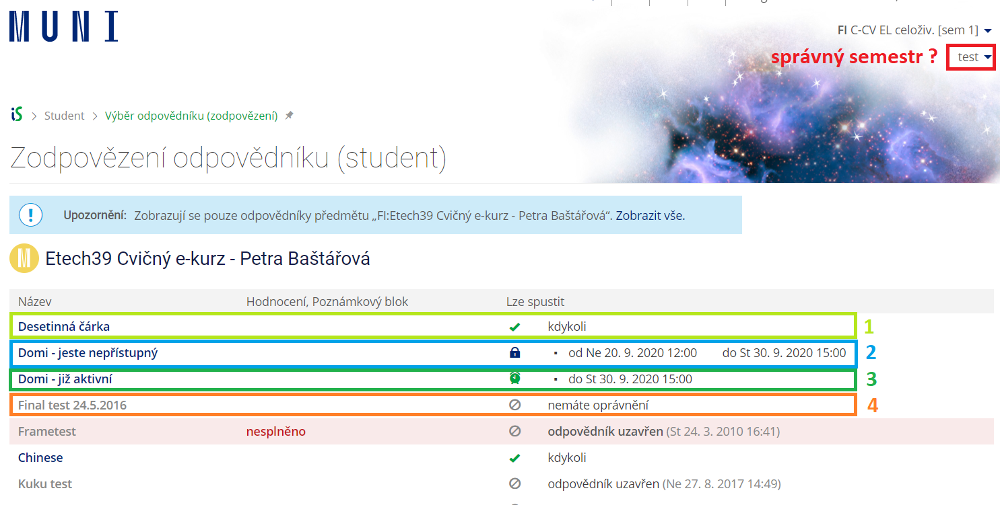 MUNI
FI C-CV EL celoživ. [sem 1]
správný semestr ? test
iS Student Výběr odpovědníku (zodpovězení)
Zodpovězení odpovědníku (student)
! Upozornění: Zobrazují se pouze odpovědníky předmětu „FI:Etech39 Cvičný e-kurz - Petra Baštářová“. Zobrazit vše.
M Etech39 Cvičný e-kurz - Petra Baštářová
Název Hodnocení, Poznámkový blok Lze spustit
Desetinná čárka kdykoli 1
Domi - jeste nepřístupný od Ne 20. 9. 2020 12:00 do St 30. 9. 2020 15:00 2
Domi - již aktivní do St 30. 9. 2020 15:00 3
Final test 24.5.2016 nemáte oprávnění 4
Frametest nesplněno odpovědník uzavřen (St 24. 3. 2010 16:41)
Chinese kdykoli
Kuku test odpovědník uzavřen (Ne 27. 8. 2017 14:49)